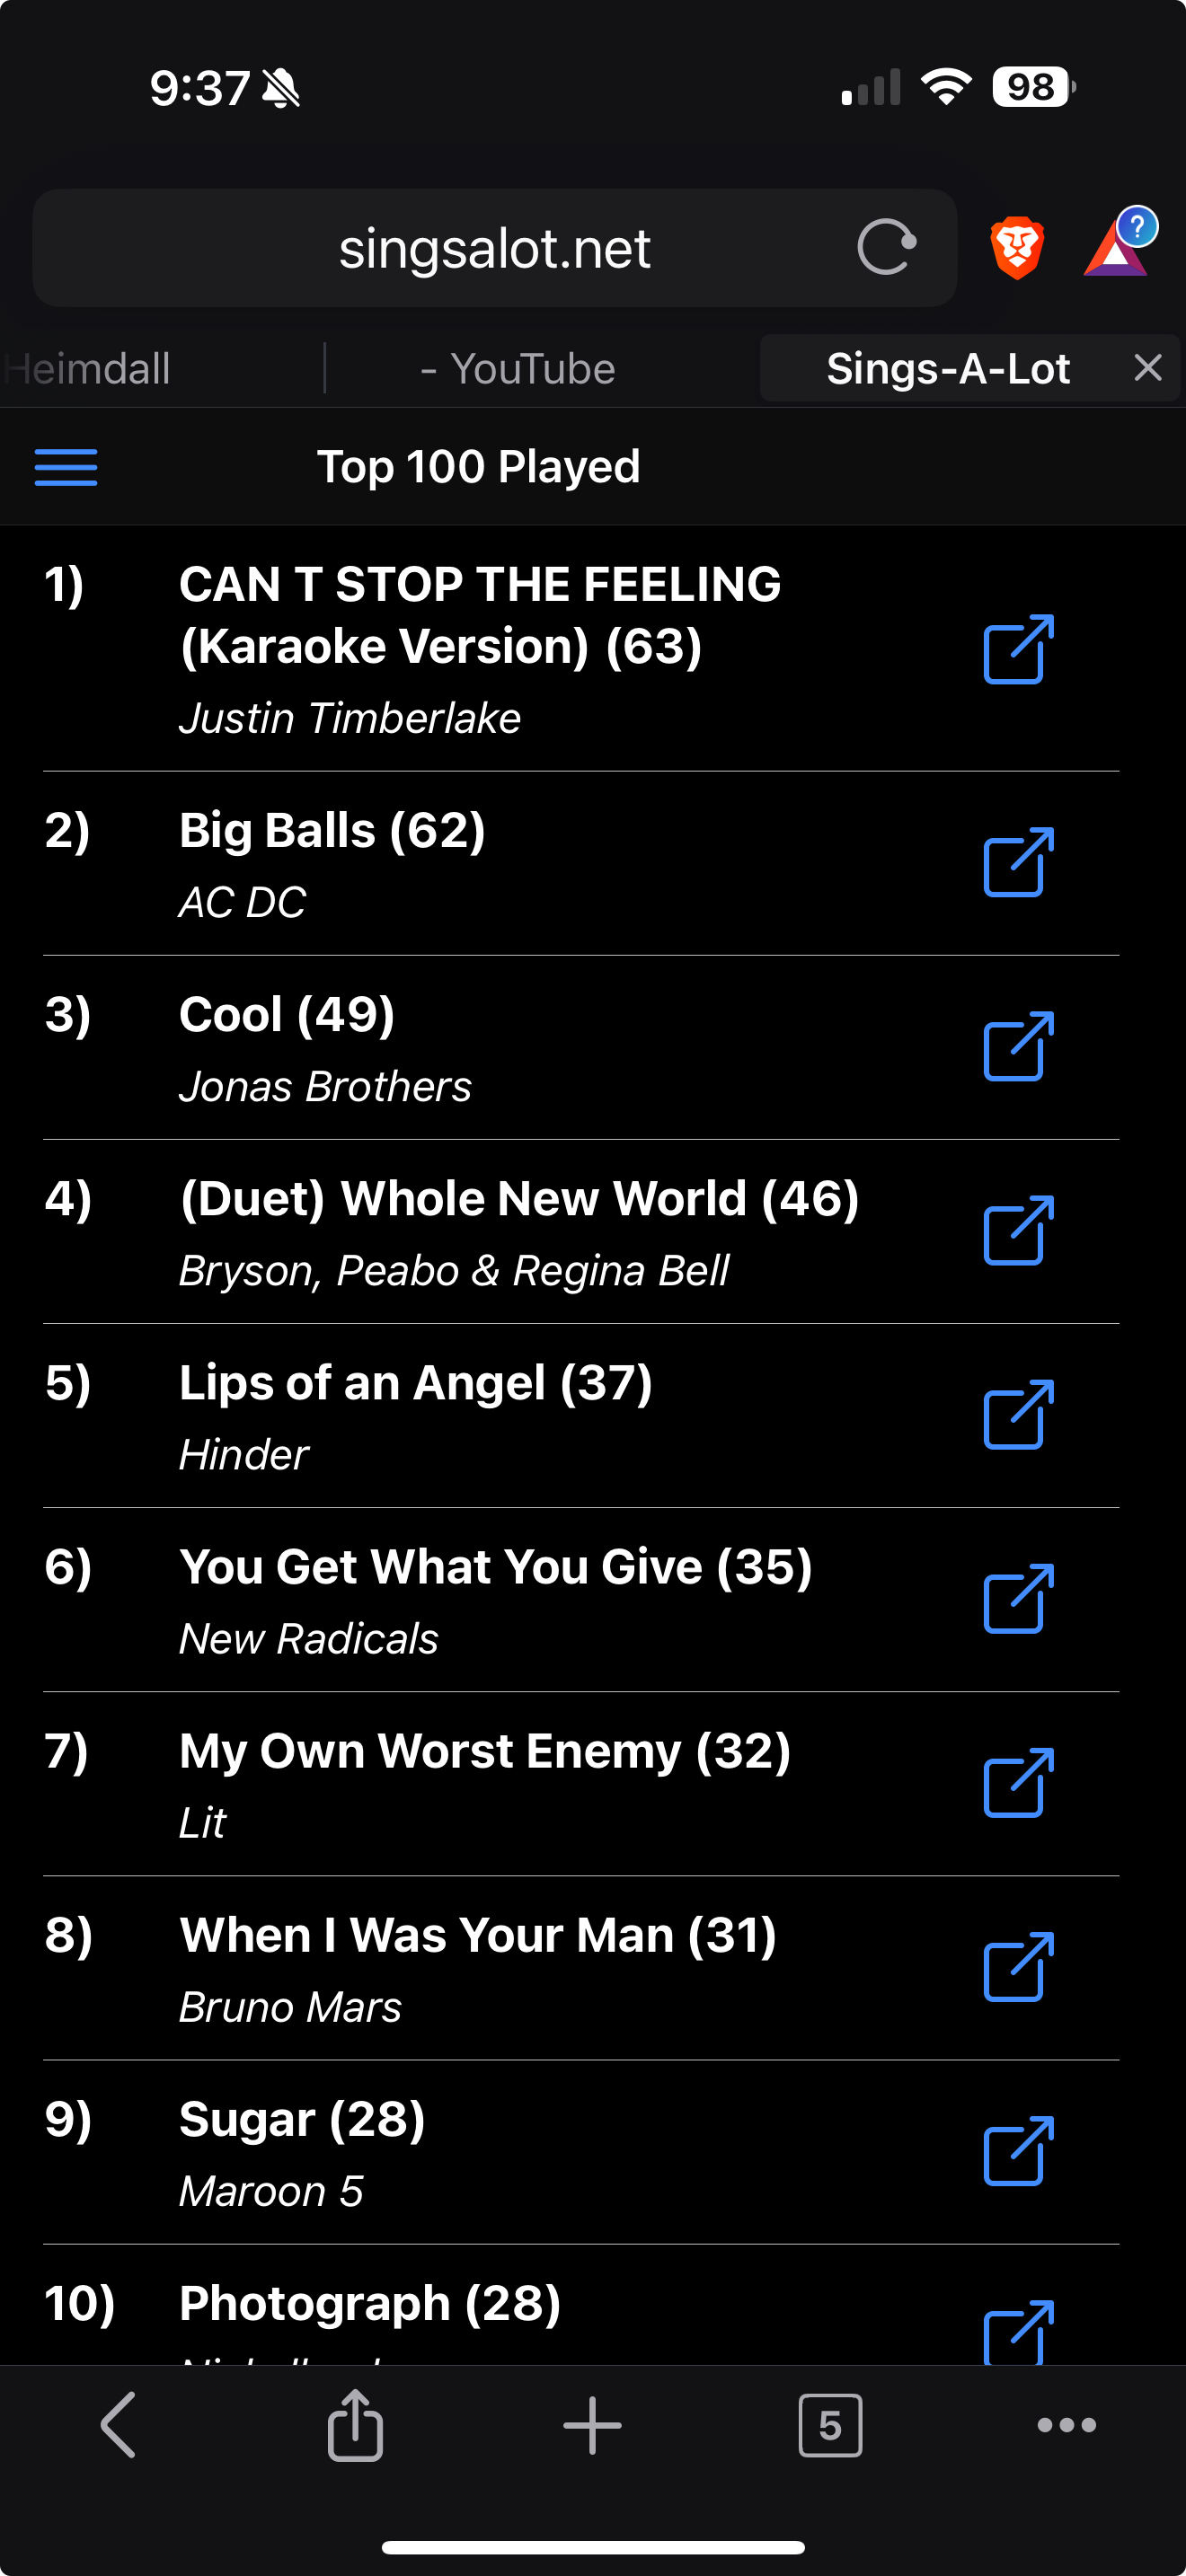 9:37
98
singsalot.net
?
Heimdall
- YouTube
Sings-A-Lot
Top 100 Played
1)
CAN T STOP THE FEELING
(Karaoke Version) (63)
Justin Timberlake
2)
Big Balls (62)
AC DC
3)
Cool (49)
Jonas Brothers
4)
(Duet) Whole New World (46)
Bryson, Peabo & Regina Bell
5)
Lips of an Angel (37)
Hinder
6)
You Get What You Give (35)
New Radicals
7)
My Own Worst Enemy (32)
Lit
8)
When I Was Your Man (31)
Bruno Mars
9)
Sugar (28)
Maroon 5
10)
Photograph (28)
5